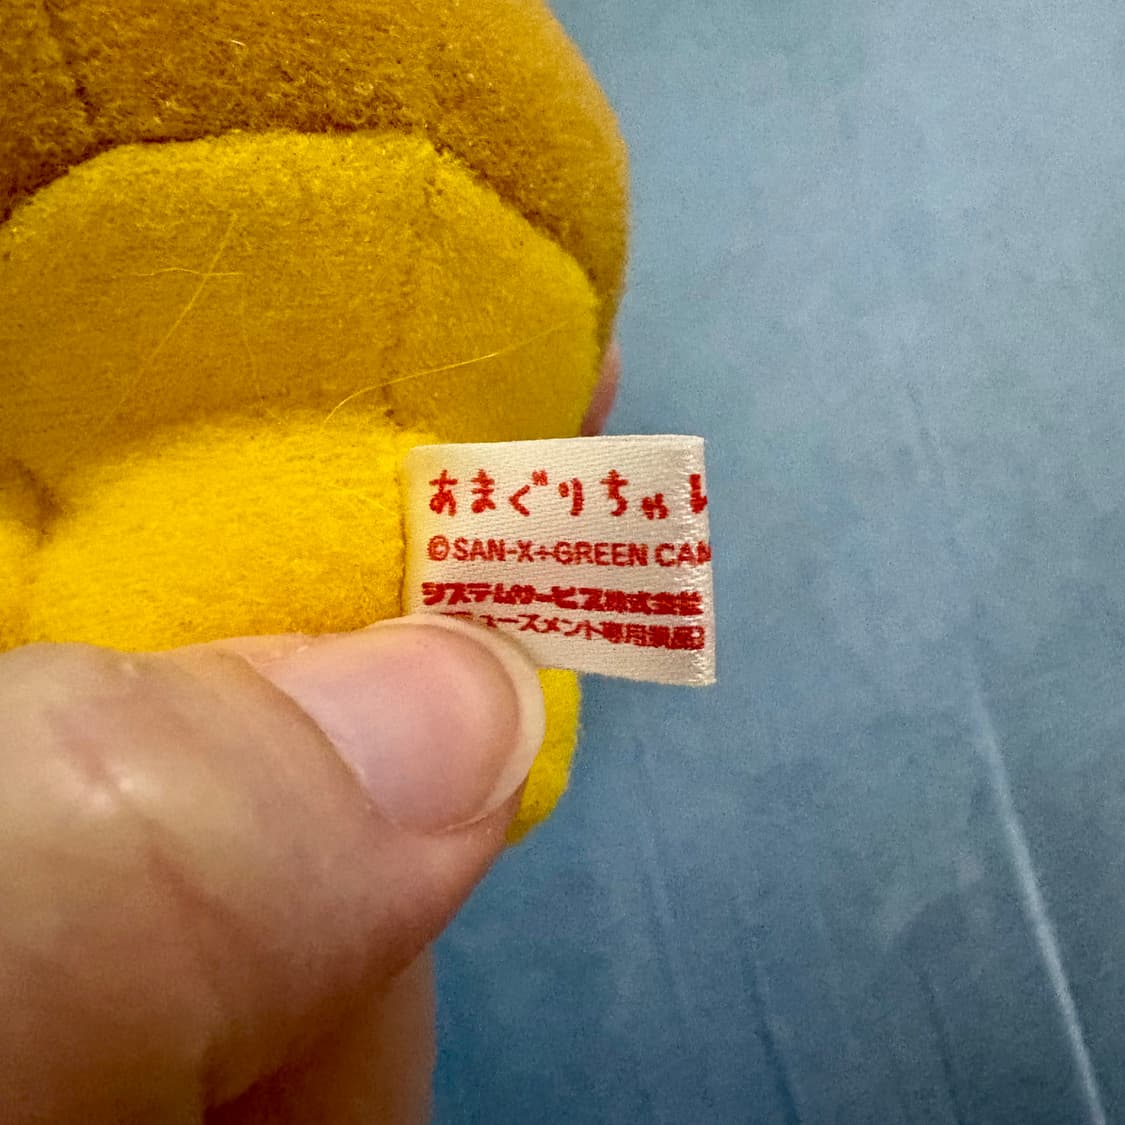 あまぐりちゃん
©SAN-X+GREEN CAM
システムサービス株式会社
ューズメント専用景品